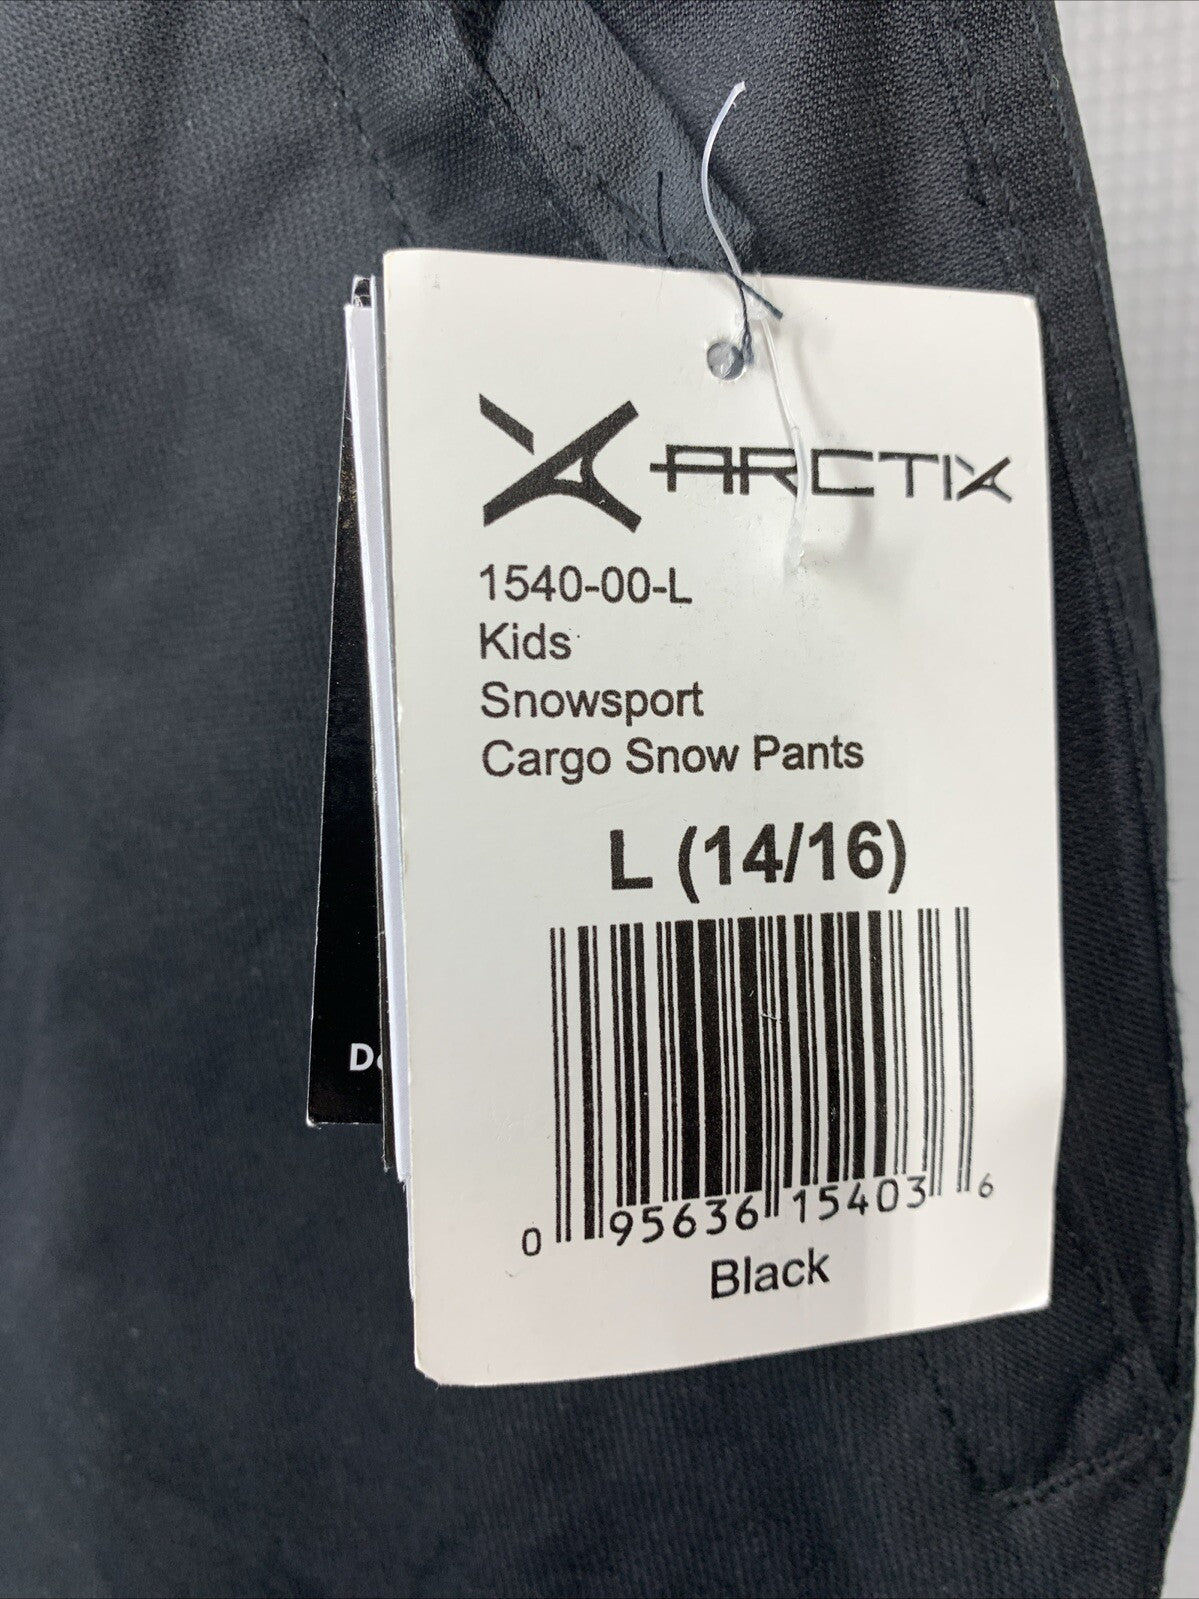 ARCTIX
1540-00-L
Kids
Snowsport
Cargo Snow Pants
L (14/16)
0 95636 15403 6
Black